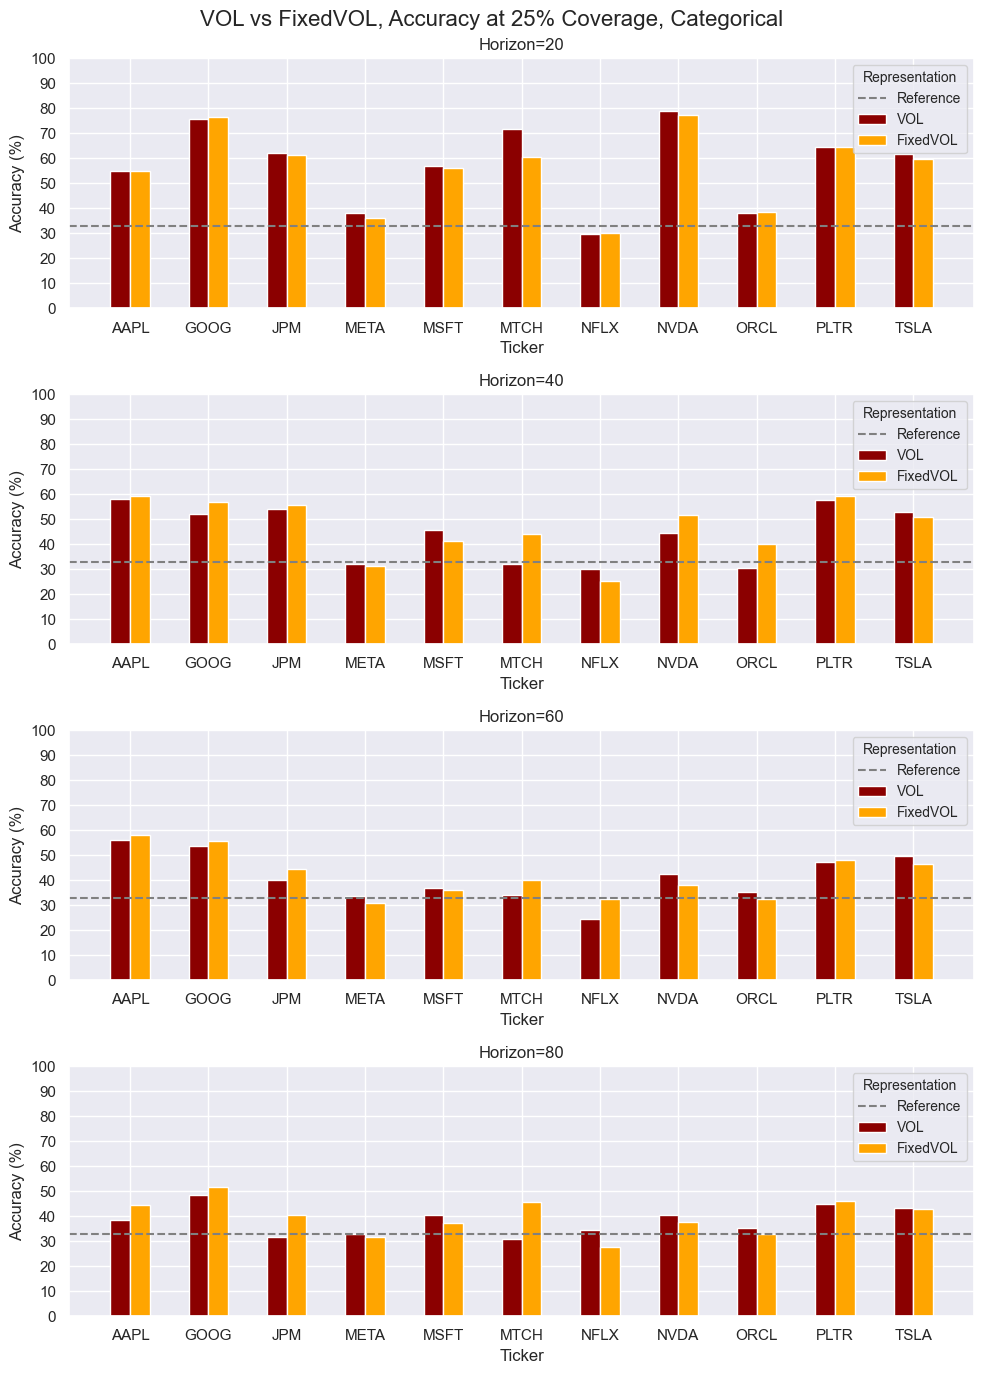 VOL vs FixedVOL, Accuracy at 25% Coverage, Categorical
Horizon=20
Accuracy (%)
100
90
80
70
60
50
40
30
20
10
0
Representation
Reference
VOL
FixedVOL
AAPL GOOG JPM META MSFT MTCH NFLX NVDA ORCL PLTR TSLA
Ticker
Horizon=40
Accuracy (%)
100
90
80
70
60
50
40
30
20
10
0
Representation
Reference
VOL
FixedVOL
AAPL GOOG JPM META MSFT MTCH NFLX NVDA ORCL PLTR TSLA
Ticker
Horizon=60
Accuracy (%)
100
90
80
70
60
50
40
30
20
10
0
Representation
Reference
VOL
FixedVOL
AAPL GOOG JPM META MSFT MTCH NFLX NVDA ORCL PLTR TSLA
Ticker
Horizon=80
Accuracy (%)
100
90
80
70
60
50
40
30
20
10
0
Representation
Reference
VOL
FixedVOL
AAPL GOOG JPM META MSFT MTCH NFLX NVDA ORCL PLTR TSLA
Ticker